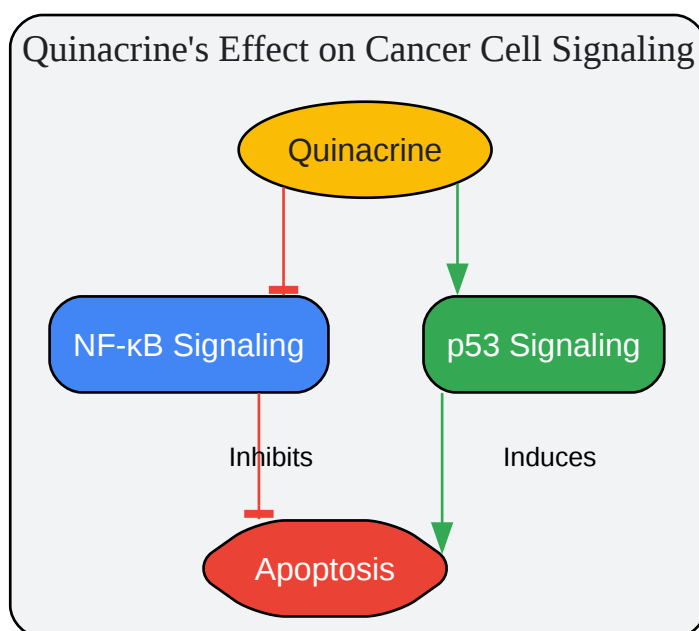 Quinacrine's Effect on Cancer Cell Signaling
Quinacrine
NF-κB Signaling
p53 Signaling
Inhibits
Induces
Apoptosis